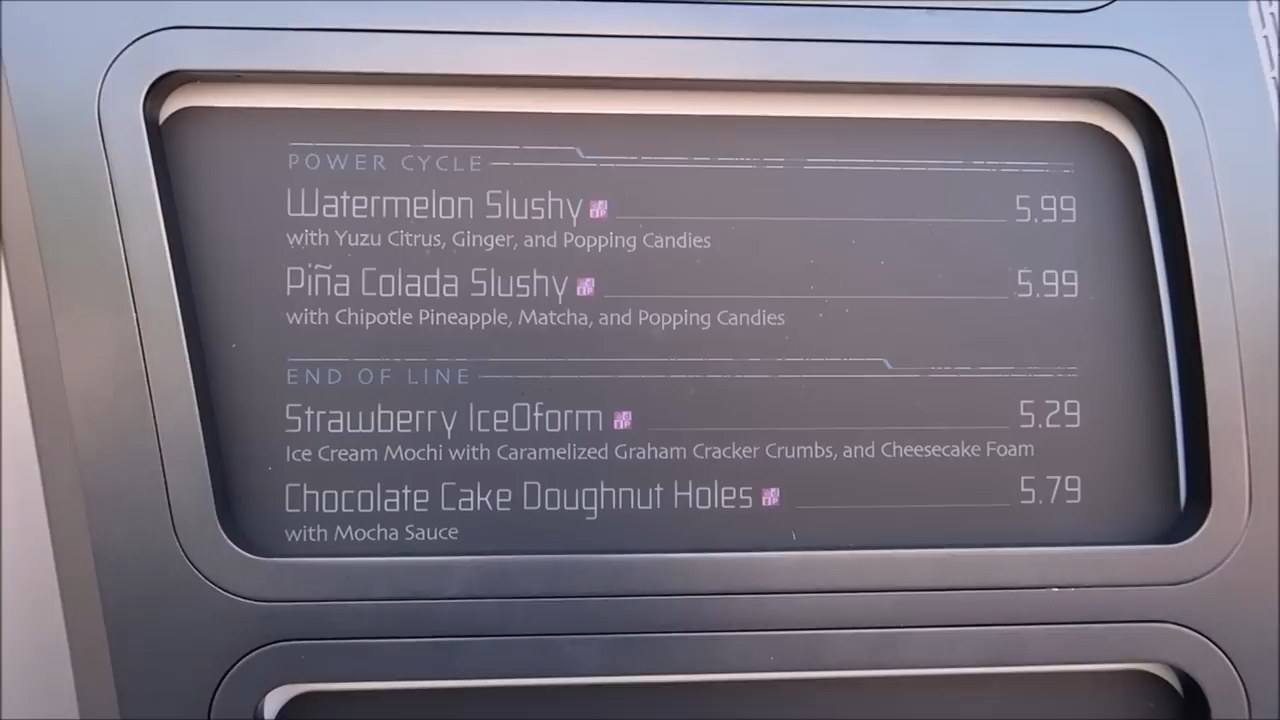 POWER CYCLE
Watermelon Slushy 5.99
with Yuzu Citrus, Ginger, and Popping Candies
Piña Colada Slushy 5.99
with Chipotle Pineapple, Matcha, and Popping Candies
END OF LINE
Strawberry IceOform 5.29
Ice Cream Mochi with Caramelized Graham Cracker Crumbs, and Cheesecake Foam
Chocolate Cake Doughnut Holes 5.79
with Mocha Sauce